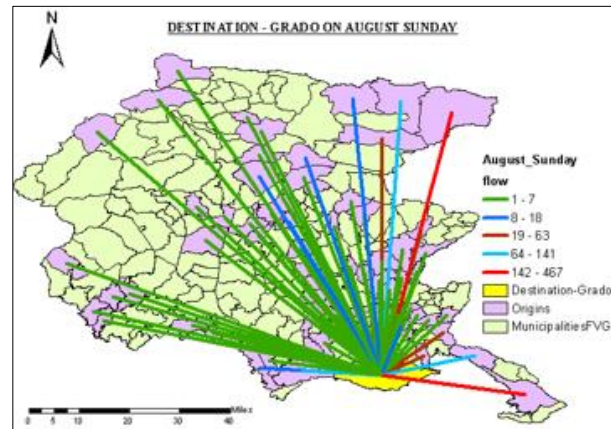 DESTINATION - GRADO ON AUGUST SUNDAY
N
August_Sunday
flow
1 - 7
8 - 18
19 - 63
64 - 141
142 - 467
Destination-Grado
Origins
MunicipalitiesFVG
0 5 10 20 30 40
Miles